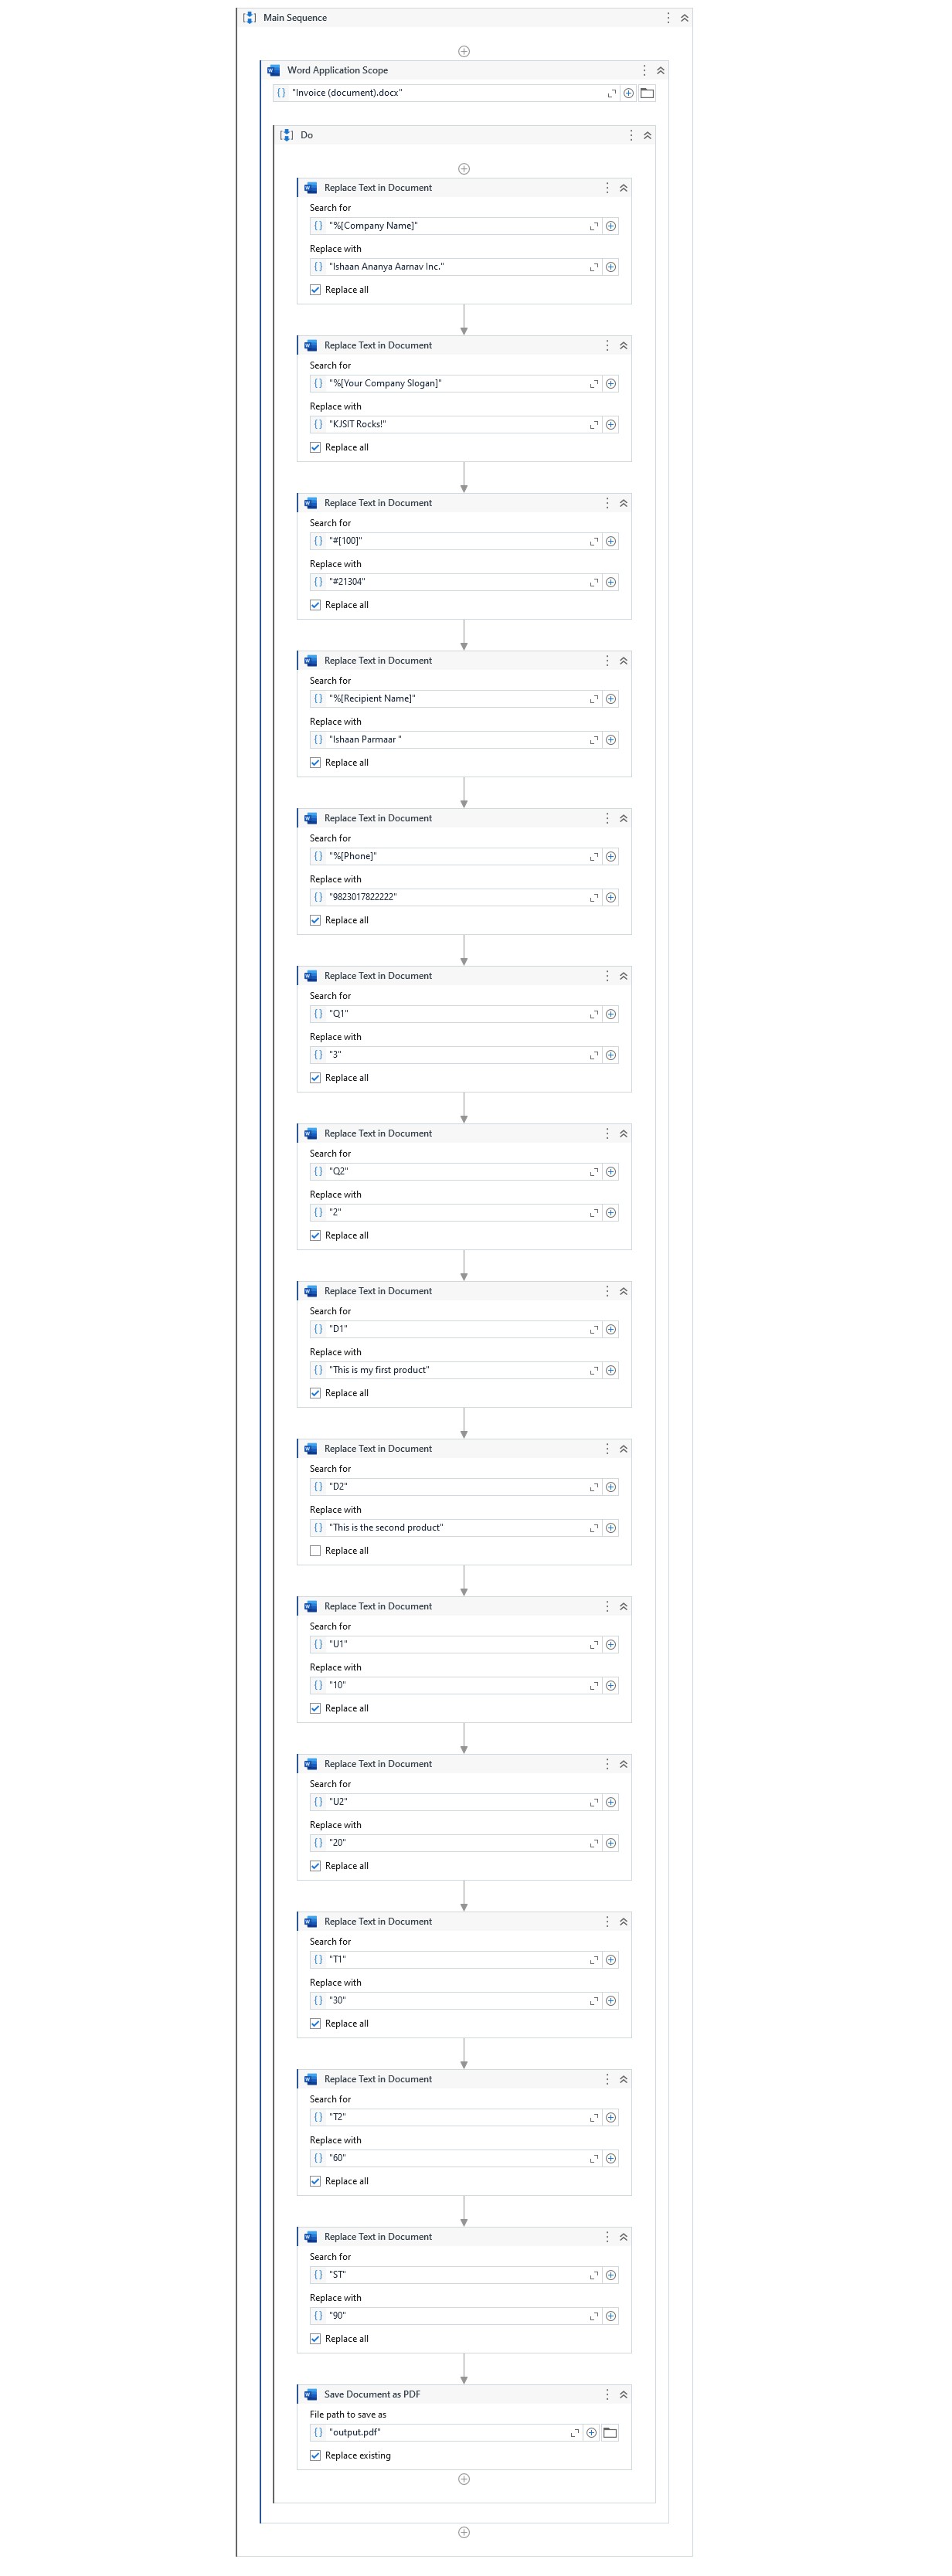 Main Sequence
Word Application Scope
"Invoice (document).docx"
Do
Replace Text in Document
Search for
"%[Company Name]"
Replace with
"Ishaan Ananya Aarnav Inc."
Replace all
Replace Text in Document
Search for
"%[Your Company Slogan]"
Replace with
"KJSIT Rocks!"
Replace all
Replace Text in Document
Search for
"#[100]"
Replace with
"#21304"
Replace all
Replace Text in Document
Search for
"%[Recipient Name]"
Replace with
"Ishaan Parmaar "
Replace all
Replace Text in Document
Search for
"%[Phone]"
Replace with
"9823017822222"
Replace all
Replace Text in Document
Search for
"Q1"
Replace with
"3"
Replace all
Replace Text in Document
Search for
"Q2"
Replace with
"2"
Replace all
Replace Text in Document
Search for
"D1"
Replace with
"This is my first product"
Replace all
Replace Text in Document
Search for
"D2"
Replace with
"This is the second product"
Replace all
Replace Text in Document
Search for
"U1"
Replace with
"10"
Replace all
Replace Text in Document
Search for
"U2"
Replace with
"20"
Replace all
Replace Text in Document
Search for
"T1"
Replace with
"30"
Replace all
Replace Text in Document
Search for
"T2"
Replace with
"60"
Replace all
Replace Text in Document
Search for
"ST"
Replace with
"90"
Replace all
Save Document as PDF
File path to save as
"output.pdf"
Replace existing